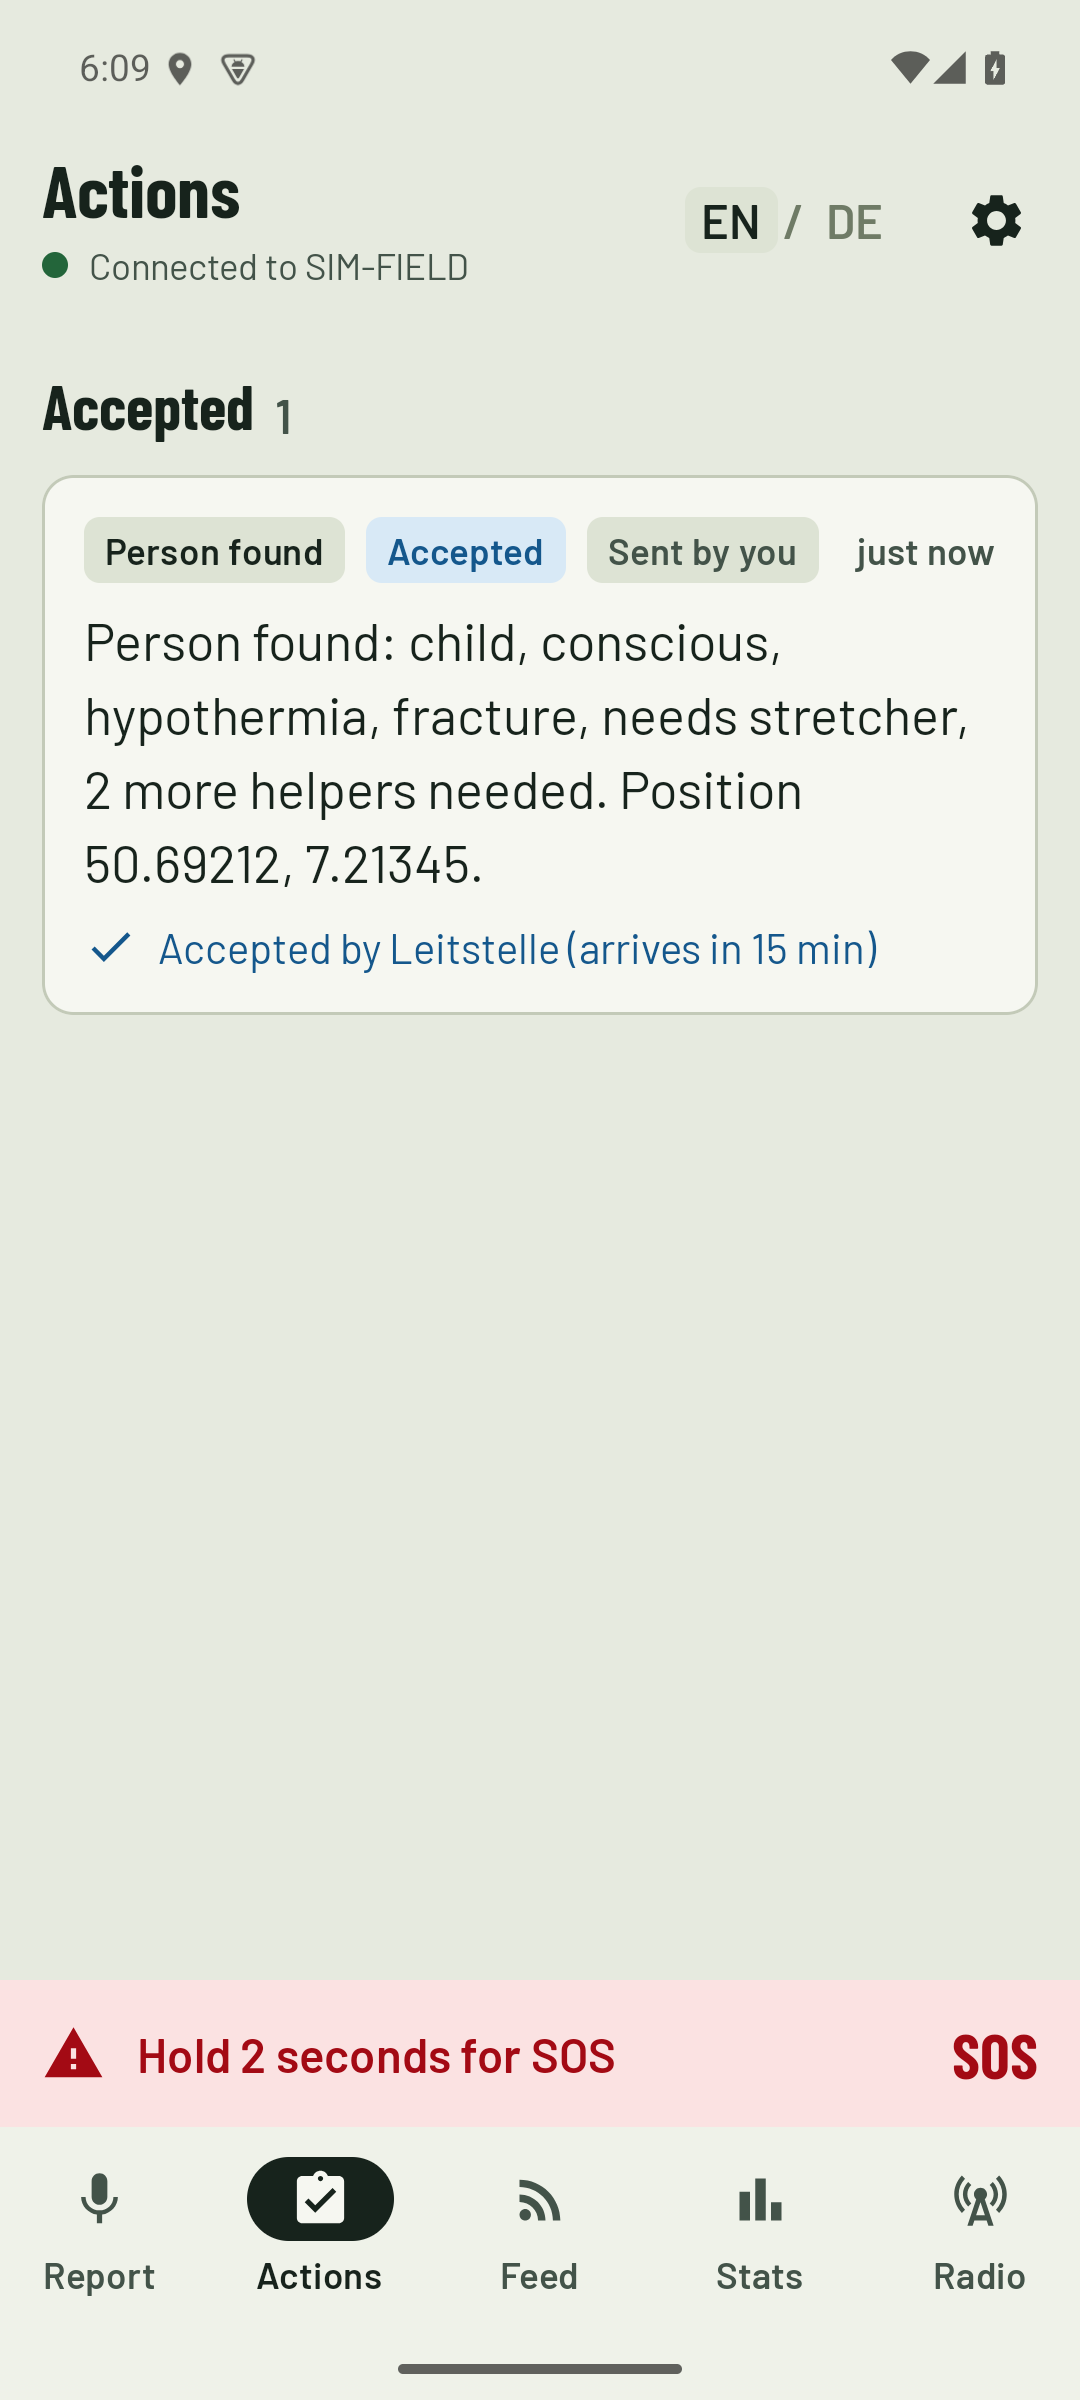 6:09
Actions
EN / DE
Connected to SIM-FIELD
Accepted 1
Person found Accepted Sent by you just now
Person found: child, conscious,
hypothermia, fracture, needs stretcher,
2 more helpers needed. Position
50.69212, 7.21345.
Accepted by Leitstelle (arrives in 15 min)
Hold 2 seconds for SOS SOS
Report Actions Feed Stats Radio